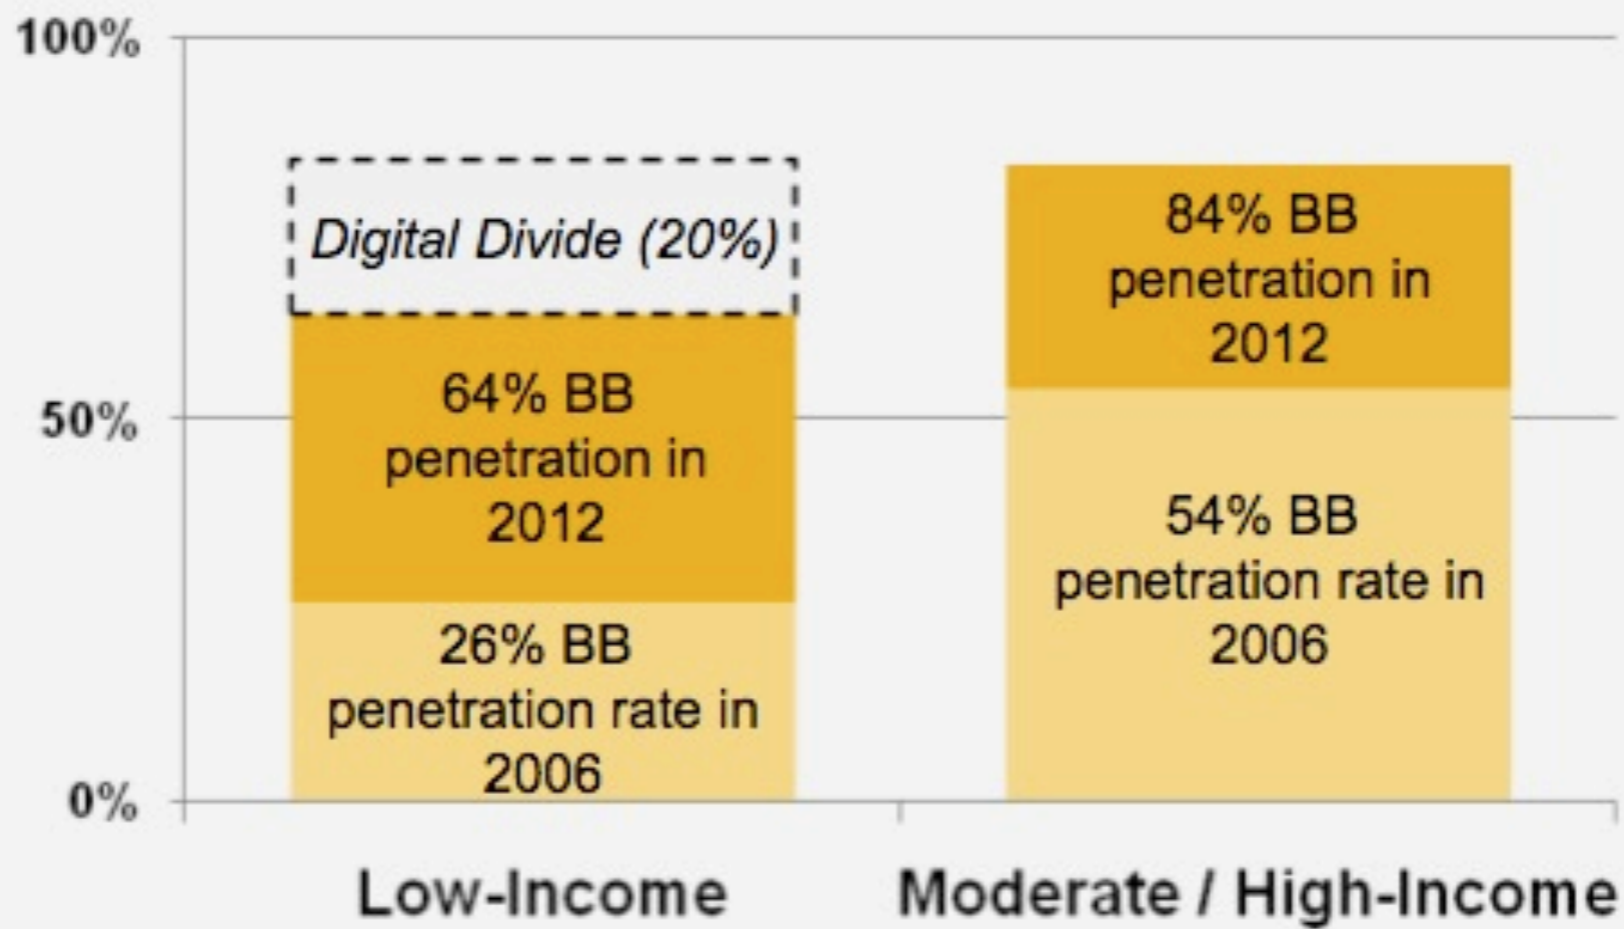 100%
50%
0%
Digital Divide (20%)
64% BB
penetration in
2012
26% BB
penetration rate in
2006
84% BB
penetration in
2012
54% BB
penetration rate in
2006
Low-Income
Moderate / High-Income